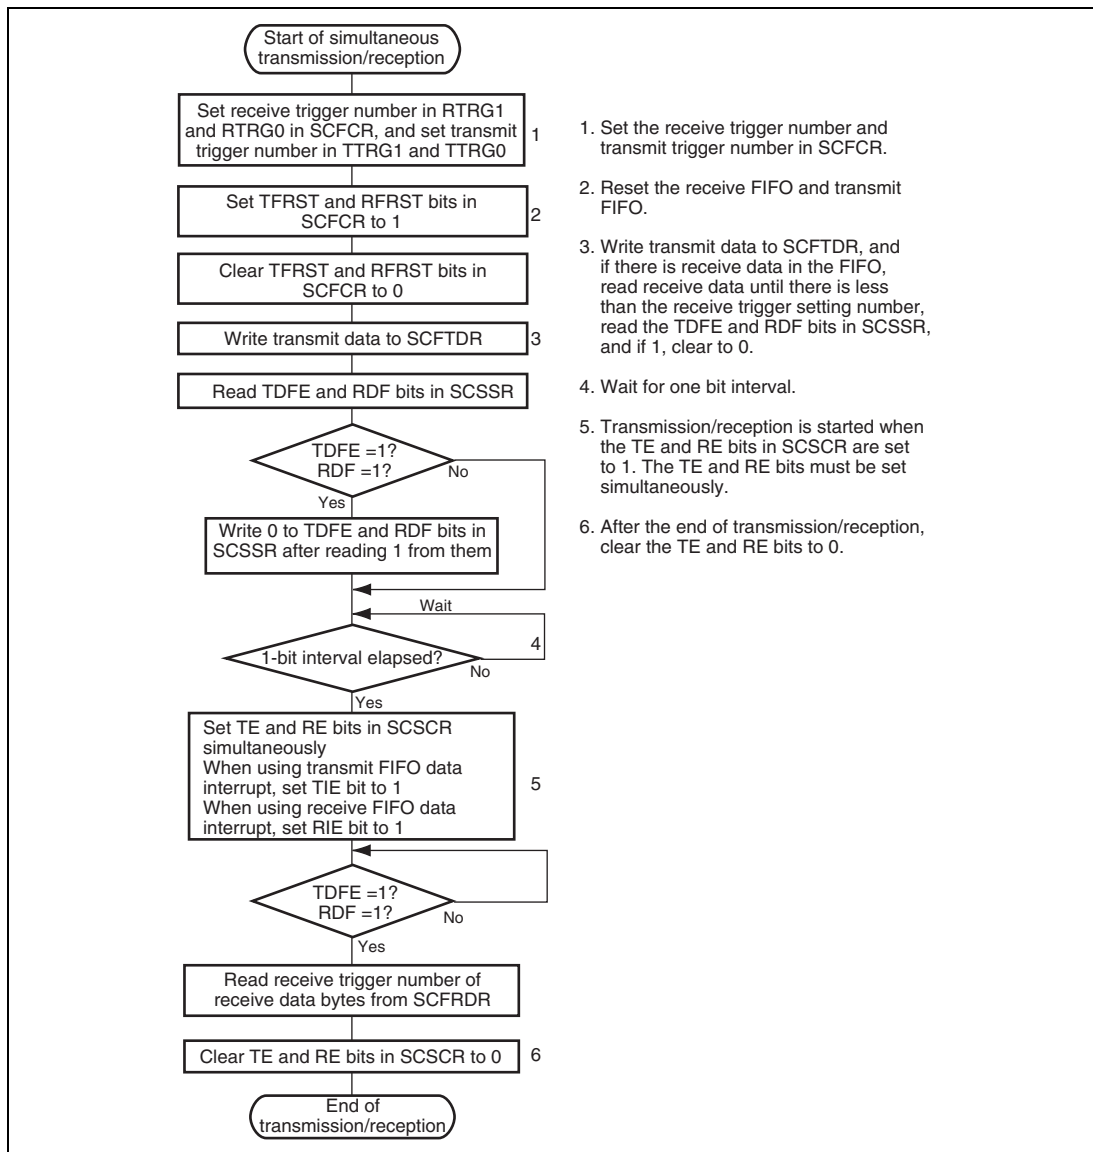 Start of simultaneous
transmission/reception
Set receive trigger number in RTRG1
and RTRG0 in SCFCR, and set transmit
trigger number in TTRG1 and TTRG0
1
Set TFRST and RFRST bits in
SCFCR to 1
2
Clear TFRST and RFRST bits in
SCFCR to 0
Write transmit data to SCFTDR
3
Read TDFE and RDF bits in SCSSR
TDFE =1?
RDF =1?
No
Yes
Write 0 to TDFE and RDF bits in
SCSSR after reading 1 from them
Wait
1-bit interval elapsed?
4
No
Yes
Set TE and RE bits in SCSCR
simultaneously
When using transmit FIFO data
interrupt, set TIE bit to 1
When using receive FIFO data
interrupt, set RIE bit to 1
5
TDFE =1?
RDF =1?
No
Yes
Read receive trigger number of
receive data bytes from SCFRDR
Clear TE and RE bits in SCSCR to 0
6
End of
transmission/reception
1. Set the receive trigger number and
transmit trigger number in SCFCR.
2. Reset the receive FIFO and transmit
FIFO.
3. Write transmit data to SCFTDR, and
if there is receive data in the FIFO,
read receive data until there is less
than the receive trigger setting number,
read the TDFE and RDF bits in SCSSR,
and if 1, clear to 0.
4. Wait for one bit interval.
5. Transmission/reception is started when
the TE and RE bits in SCSCR are set
to 1. The TE and RE bits must be set
simultaneously.
6. After the end of transmission/reception,
clear the TE and RE bits to 0.